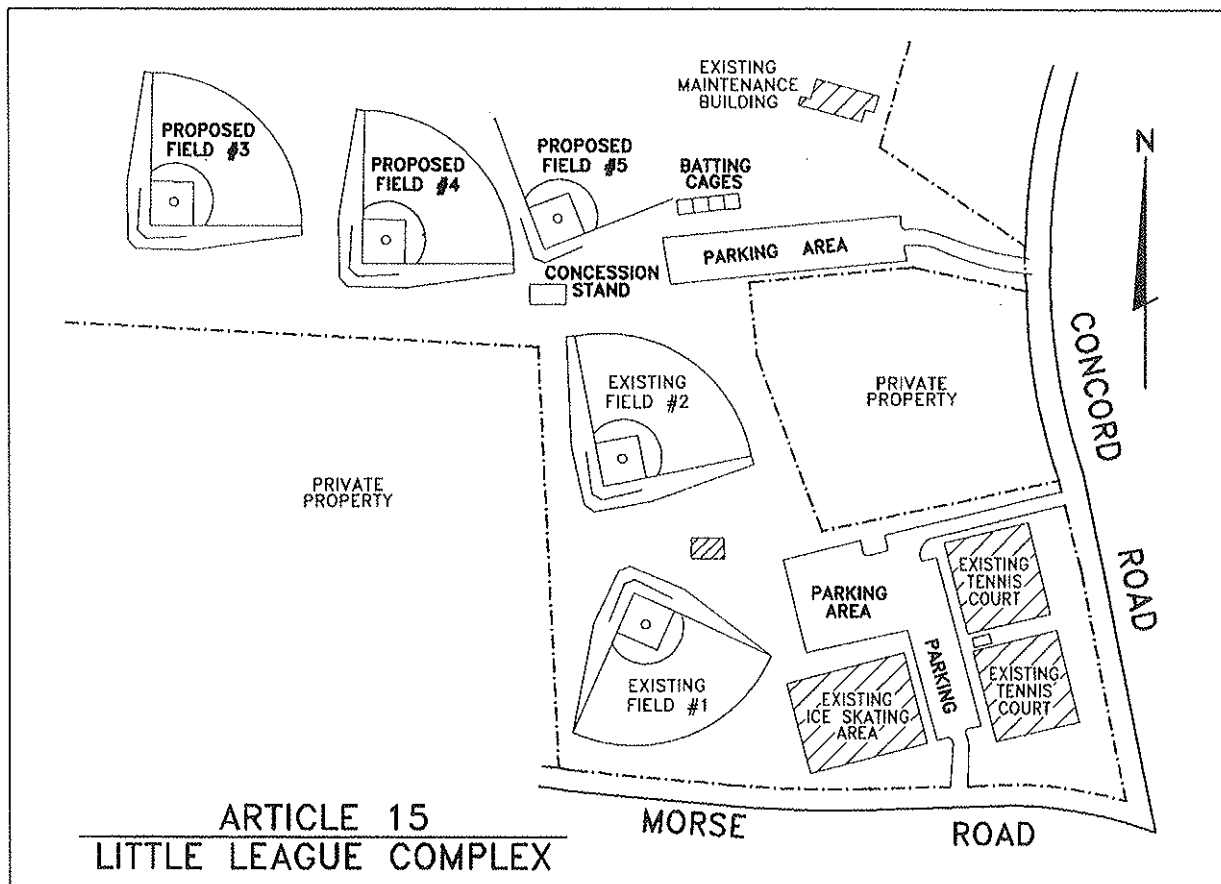 EXISTING
MAINTENANCE
BUILDING
N
PROPOSED
FIELD #3
PROPOSED
FIELD #4
PROPOSED
FIELD #5
BATTING
CAGES
PARKING AREA
CONCESSION
STAND
CONCORD
ROAD
EXISTING
FIELD #2
PRIVATE
PROPERTY
PRIVATE
PROPERTY
EXISTING
TENNIS
COURT
PARKING
AREA
PARKING
EXISTING
TENNIS
COURT
EXISTING
FIELD #1
EXISTING
ICE SKATING
AREA
MORSE ROAD
ARTICLE 15
LITTLE LEAGUE COMPLEX